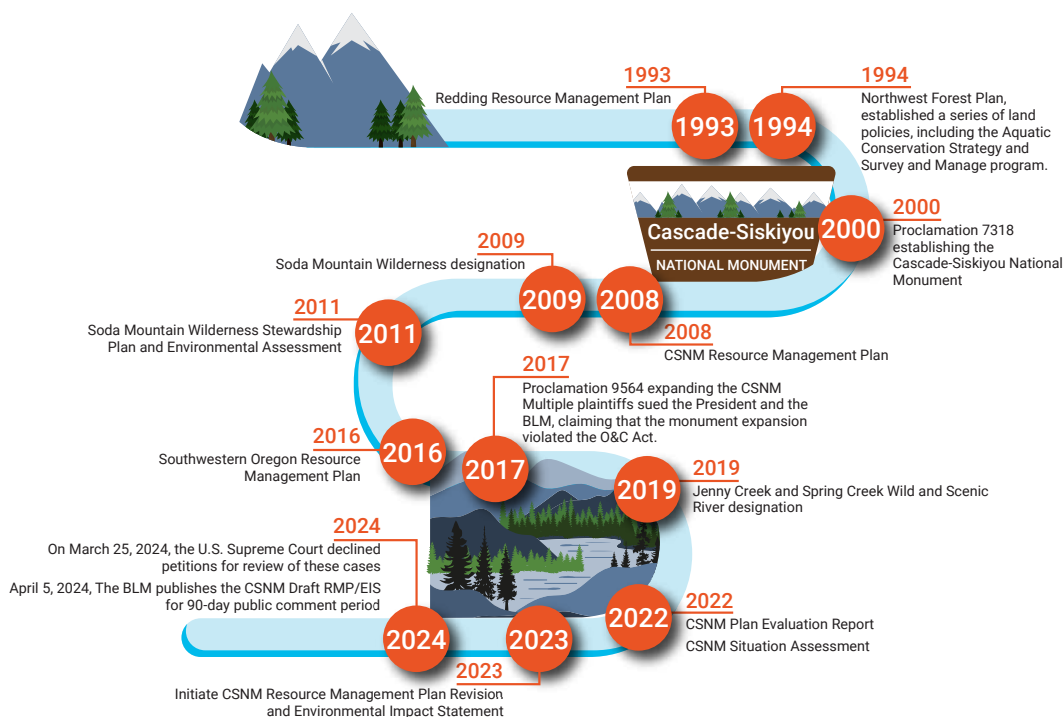 1993
Redding Resource Management Plan
1993
1994
1994
Northwest Forest Plan,
established a series of land
policies, including the Aquatic
Conservation Strategy and
Survey and Manage program.
Cascade-Siskiyou
NATIONAL MONUMENT
2000
2000
Proclamation 7318
establishing the
Cascade-Siskiyou National
Monument
2008
2008
CSNM Resource Management Plan
2009
Soda Mountain Wilderness designation
2009
2011
Soda Mountain Wilderness Stewardship
Plan and Environmental Assessment
2011
2016
Southwestern Oregon Resource
Management Plan
2016
2017
Proclamation 9564 expanding the CSNM
Multiple plaintiffs sued the President and the
BLM, claiming that the monument expansion
violated the O&C Act.
2017
2019
2019
Jenny Creek and Spring Creek Wild and Scenic
River designation
2022
2022
CSNM Plan Evaluation Report
CSNM Situation Assessment
2023
2023
Initiate CSNM Resource Management Plan Revision
and Environmental Impact Statement
2024
On March 25, 2024, the U.S. Supreme Court declined
petitions for review of these cases
April 5, 2024, The BLM publishes the CSNM Draft RMP/EIS
for 90-day public comment period
2024